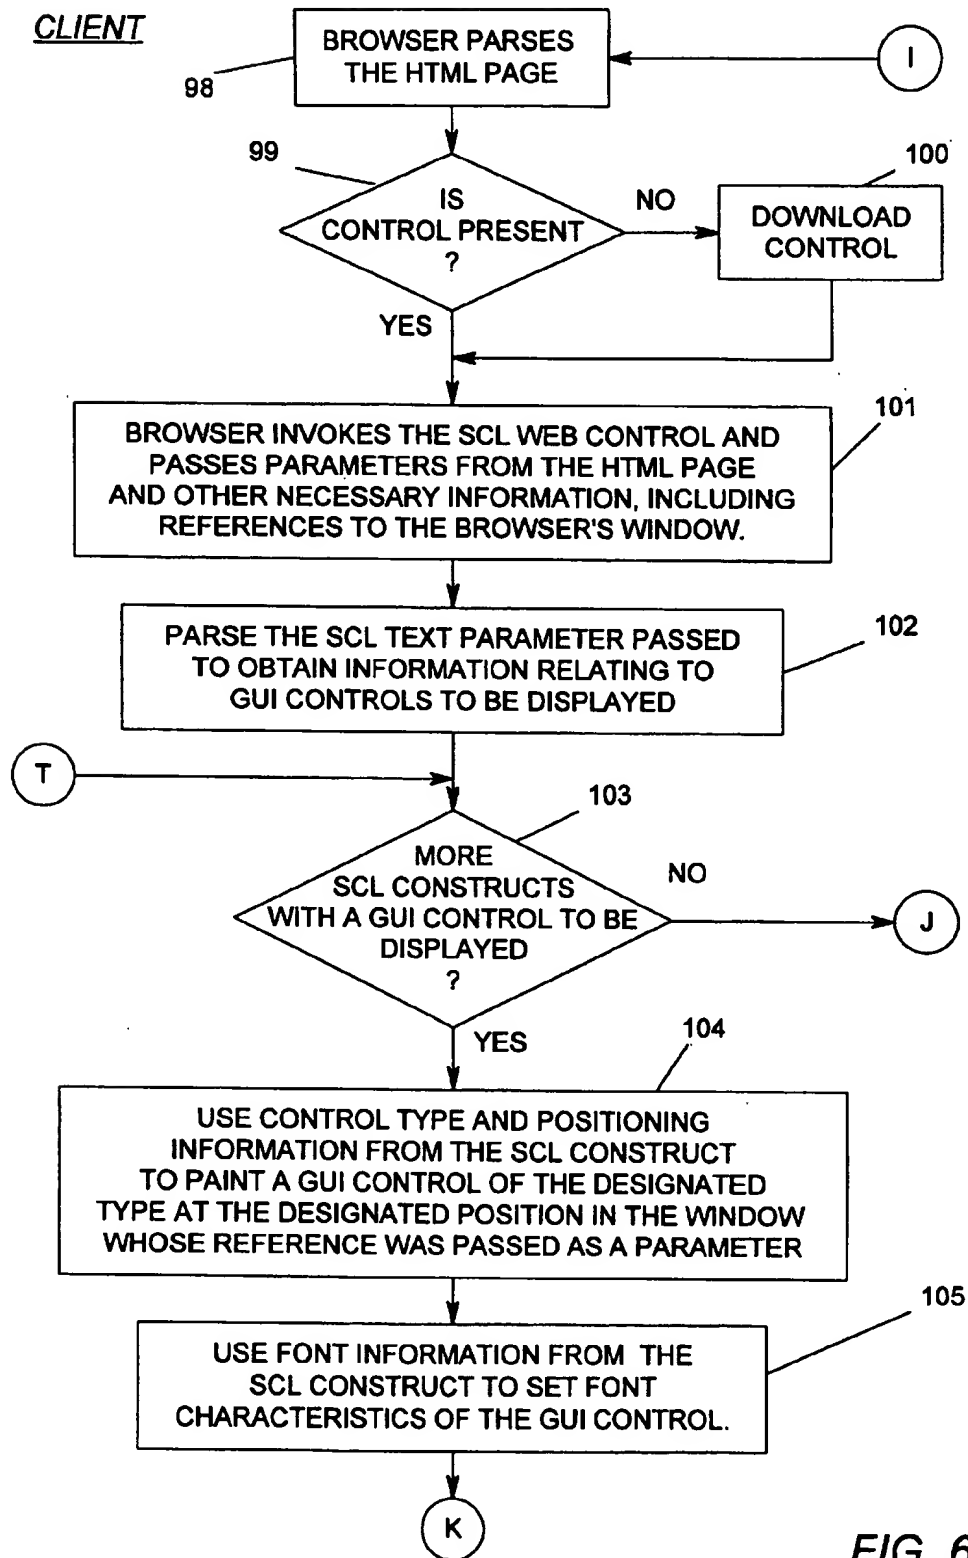 CLIENT
BROWSER PARSES
THE HTML PAGE
I
98
99
IS
CONTROL PRESENT
?
NO
100
DOWNLOAD
CONTROL
YES
101
BROWSER INVOKES THE SCL WEB CONTROL AND
PASSES PARAMETERS FROM THE HTML PAGE
AND OTHER NECESSARY INFORMATION, INCLUDING
REFERENCES TO THE BROWSER'S WINDOW.
102
PARSE THE SCL TEXT PARAMETER PASSED
TO OBTAIN INFORMATION RELATING TO
GUI CONTROLS TO BE DISPLAYED
T
103
MORE
SCL CONSTRUCTS
WITH A GUI CONTROL TO BE
DISPLAYED
?
NO
J
YES
104
USE CONTROL TYPE AND POSITIONING
INFORMATION FROM THE SCL CONSTRUCT
TO PAINT A GUI CONTROL OF THE DESIGNATED
TYPE AT THE DESIGNATED POSITION IN THE WINDOW
WHOSE REFERENCE WAS PASSED AS A PARAMETER
105
USE FONT INFORMATION FROM THE
SCL CONSTRUCT TO SET FONT
CHARACTERISTICS OF THE GUI CONTROL.
K
FIG. 6